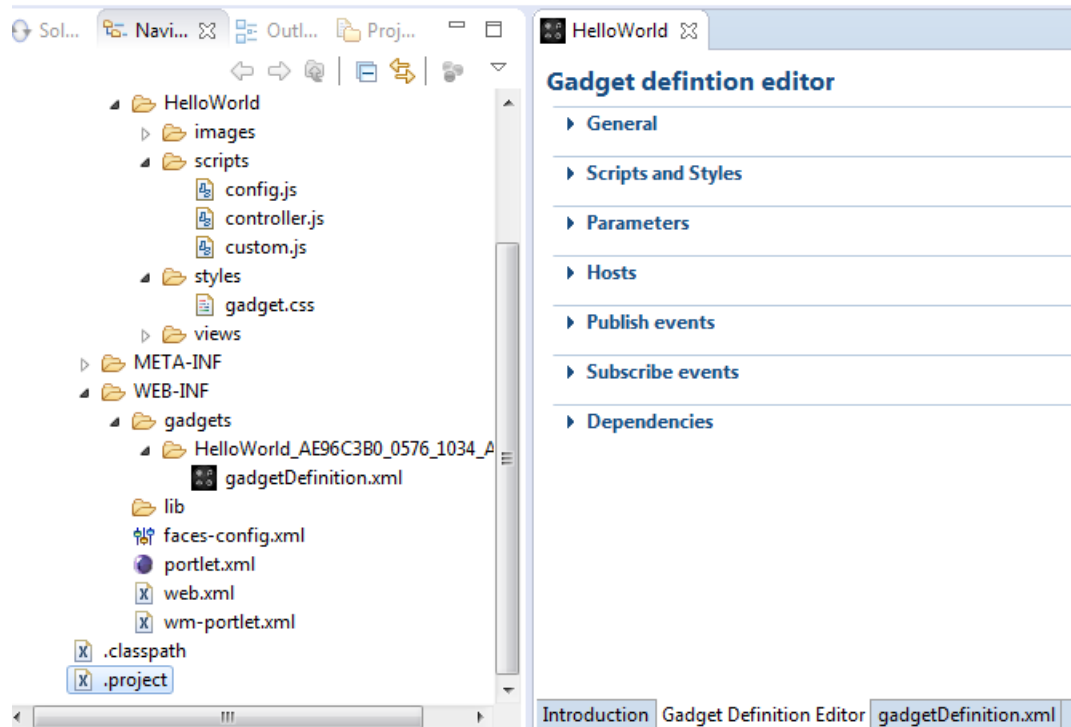 Sol...
Navi...
Outl...
Proj...
HelloWorld
images
scripts
config.js
controller.js
custom.js
styles
gadget.css
views
META-INF
WEB-INF
gadgets
HelloWorld_AE96C3B0_0576_1034_A
gadgetDefinition.xml
lib
faces-config.xml
portlet.xml
web.xml
wm-portlet.xml
.classpath
.project
HelloWorld
Gadget defintion editor
General
Scripts and Styles
Parameters
Hosts
Publish events
Subscribe events
Dependencies
Introduction
Gadget Definition Editor
gadgetDefinition.xml